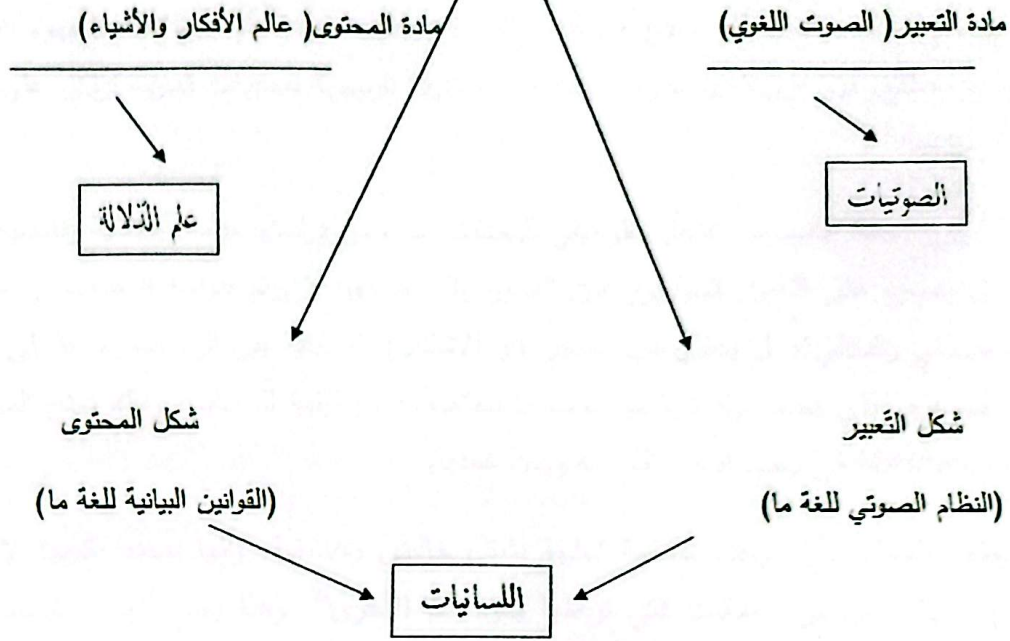 مادة التعبير( الصوت اللغوي)
مادة المحتوى( عالم الأفكار والأشياء)
الصوتيات
علم الدّلالة
شكل التّعبير
شكل المحتوى
(النظام الصوتي للغة ما)
(القوانين البيانية للغة ما)
اللسانيات